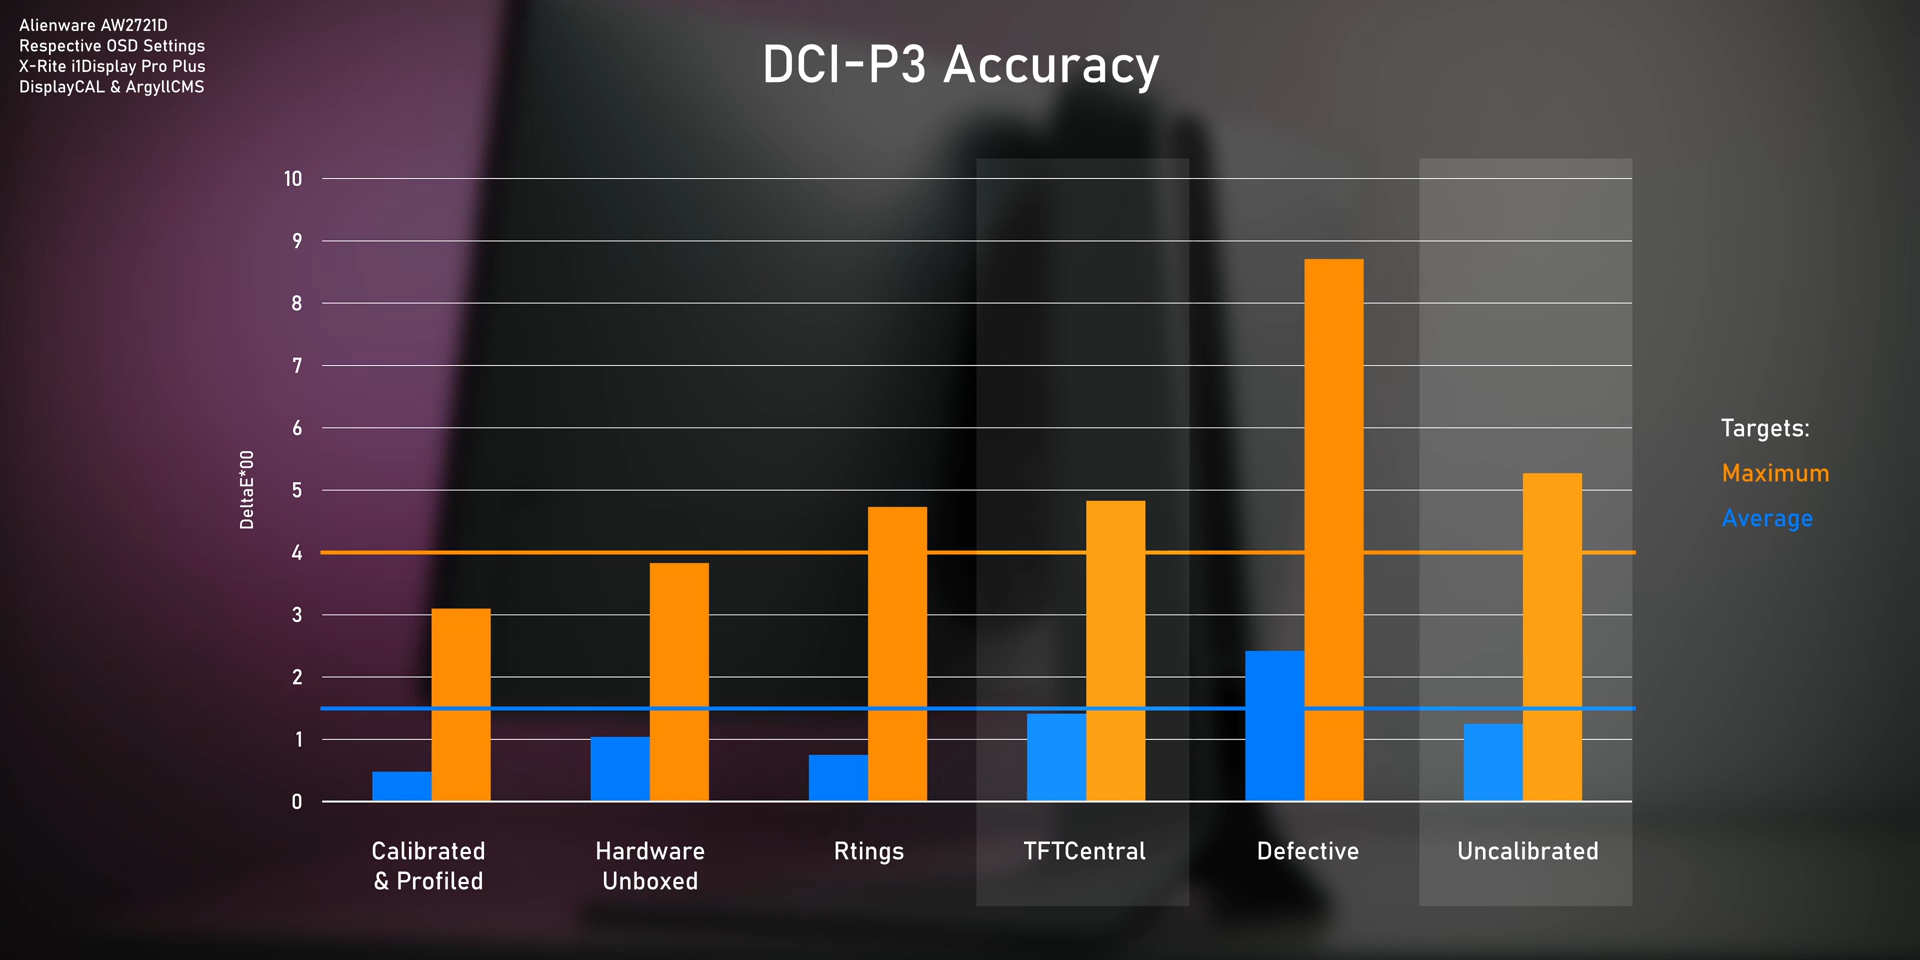 Alienware AW2721D
Respective OSD Settings
X-Rite i1Display Pro Plus
DisplayCAL & ArgyllCMS
DCI-P3 Accuracy
10
9
8
7
6
5
4
3
2
1
0
DeltaE*00
Targets:
Maximum
Average
Calibrated
& Profiled
Hardware
Unboxed
Rtings
TFTCentral
Defective
Uncalibrated